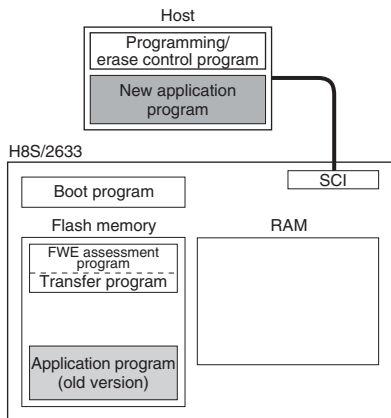 Host
Programming/
erase control program
New application
program
H8S/2633
SCI
Boot program
Flash memory
RAM
FWE assessment
program
Transfer program
Application program
(old version)